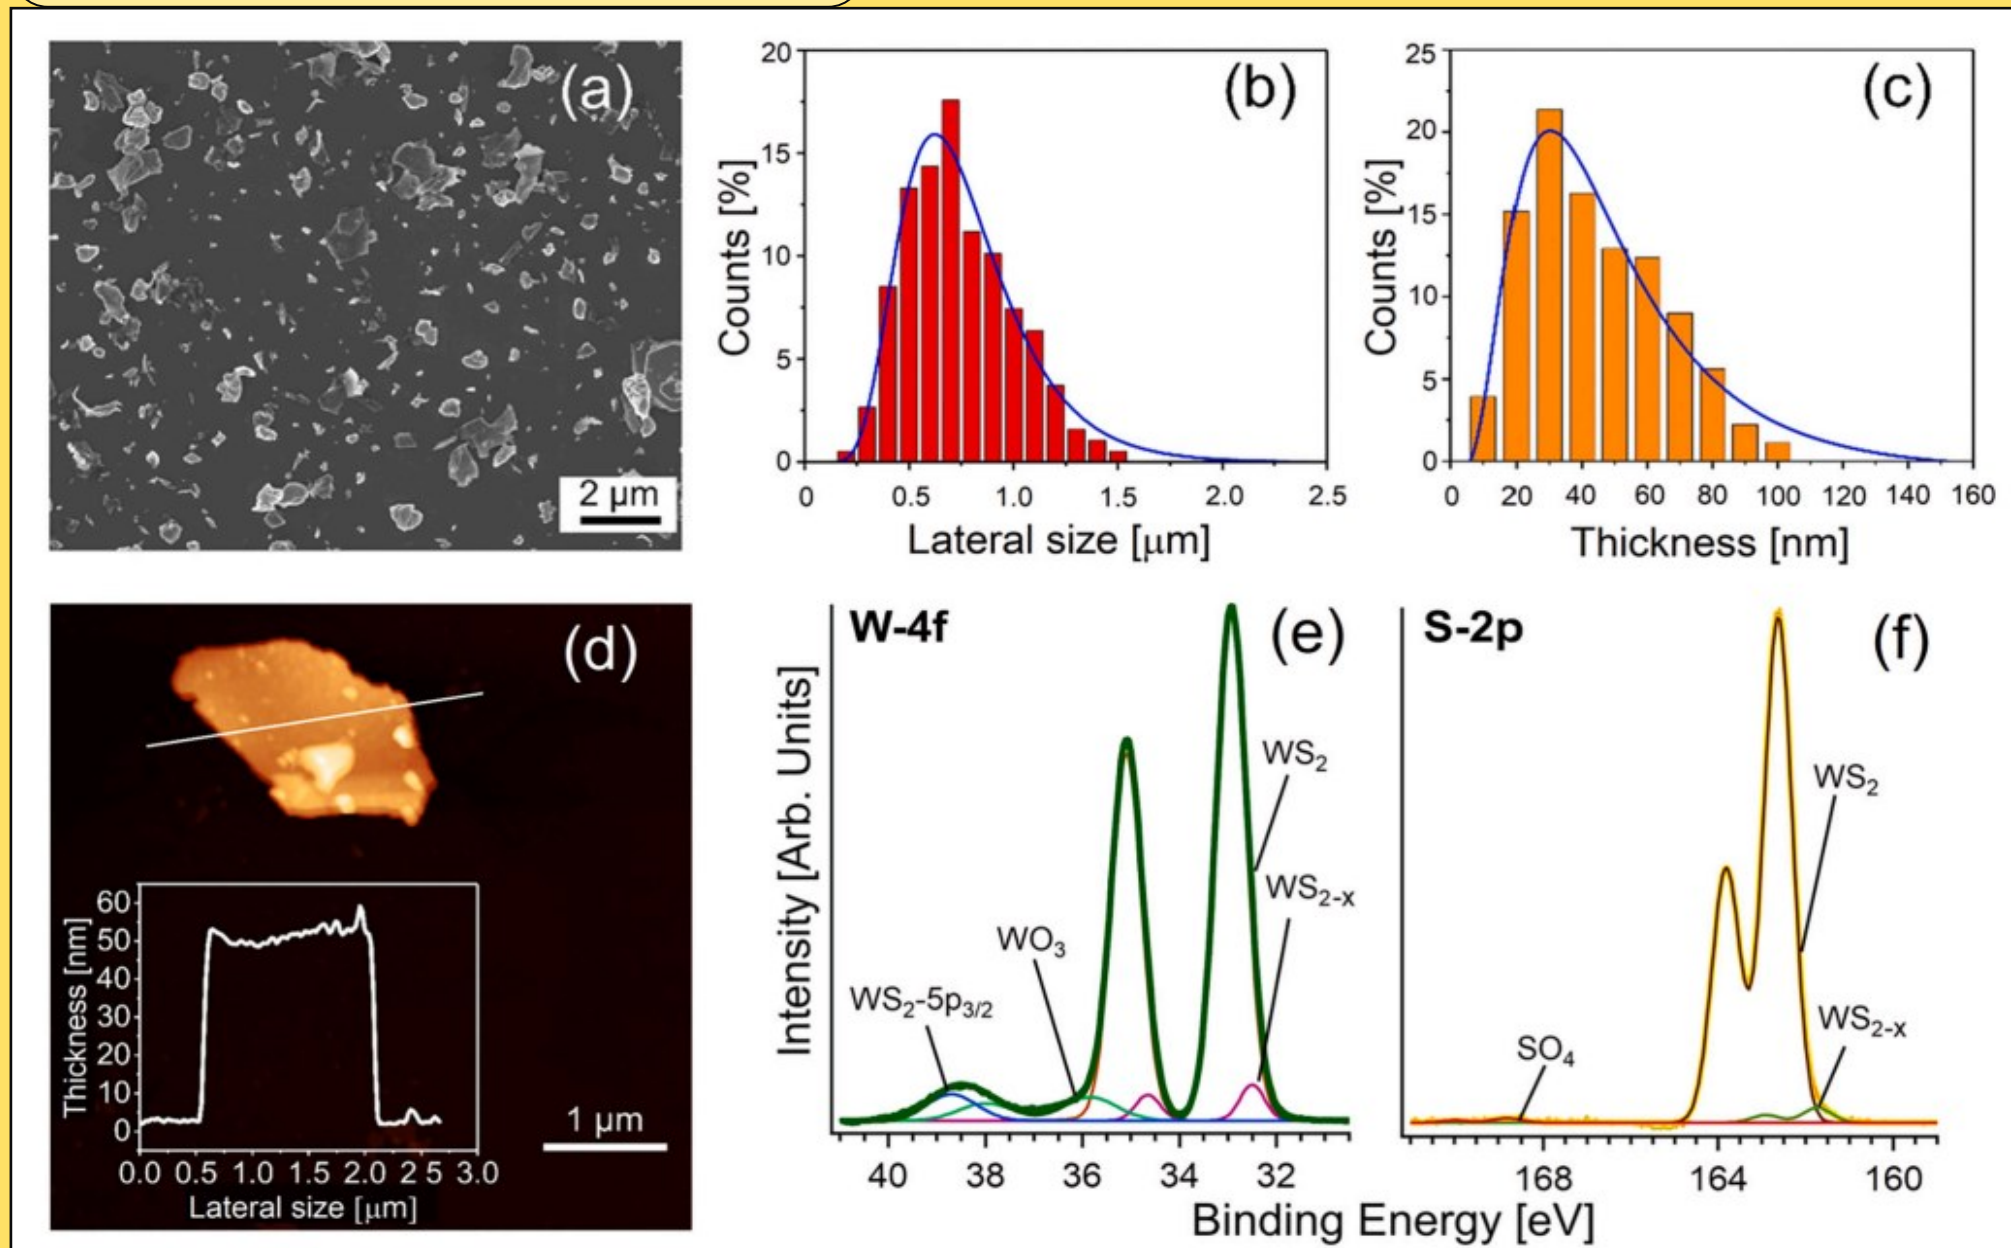 (a)
2 μm
(b)
20
15
10
5
0
Counts [%]
0
0.5
1.0
1.5
2.0
2.5
Lateral size [μm]
(c)
25
20
15
10
5
0
Counts [%]
0
20
40
60
80
100
120
140
160
Thickness [nm]
(d)
60
50
40
30
20
10
0
Thickness [nm]
0.0
0.5
1.0
1.5
2.0
2 5
3.0
Lateral size [μm]
1 μm
W-4f
(e)
Intensity [Arb. Units]
WS₂
WS₂₋ₓ
WO₃
WS₂-5p₃/₂
40
38
36
34
32
S-2p
(f)
WS₂
WS₂₋ₓ
SO₄
168
164
160
Binding Energy [eV]